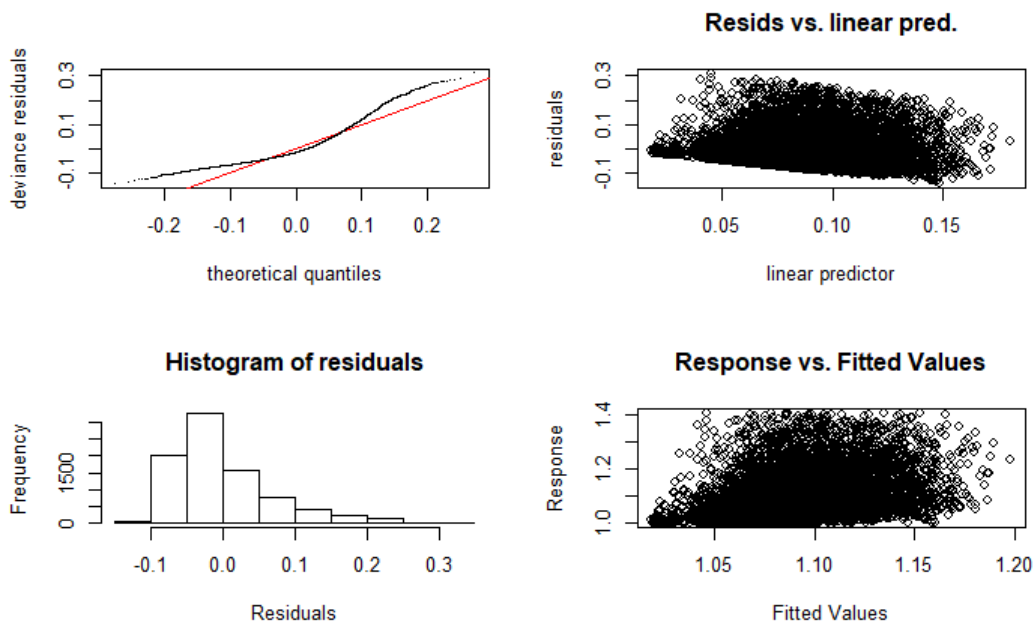 deviance residuals
0.3
0.1
-0.1
-0.2
-0.1
0.0
0.1
0.2
theoretical quantiles
Resids vs. linear pred.
residuals
0.3
0.1
-0.1
0.05
0.10
0.15
linear predictor
Histogram of residuals
Frequency
1500
0
-0.1
0.0
0.1
0.2
0.3
Residuals
Response vs. Fitted Values
Response
1.4
1.2
1.0
1.05
1.10
1.15
1.20
Fitted Values